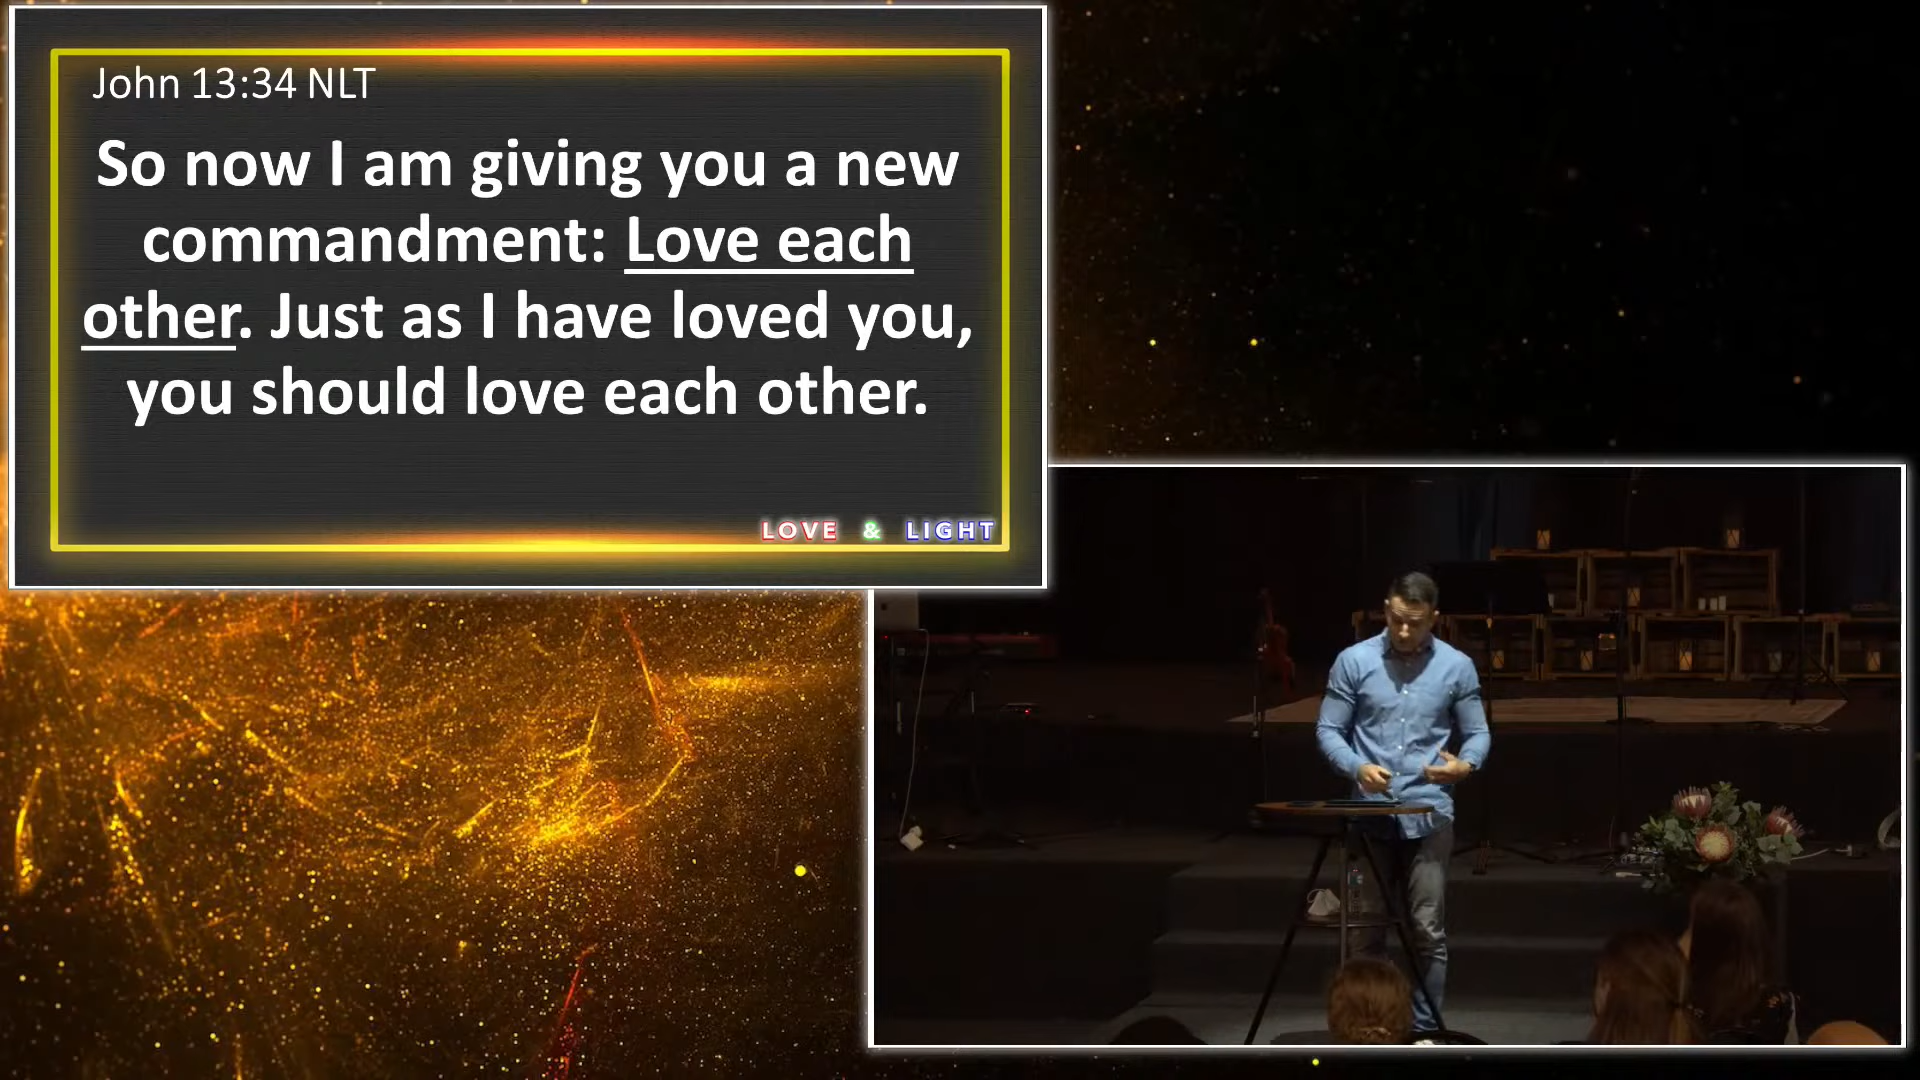 John 13:34 NLT
So now I am giving you a new
commandment: Love each
other. Just as I have loved you,
you should love each other.
LOVE & LIGHT